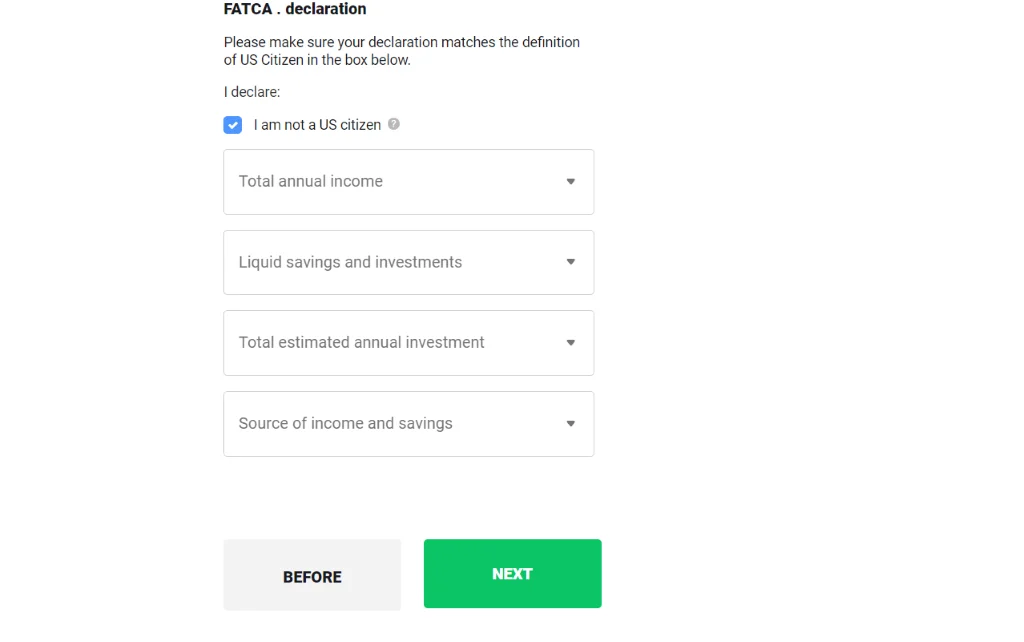 FATCA . declaration
Please make sure your declaration matches the definition
of US Citizen in the box below.
I declare:
I am not a US citizen ?
Total annual income
Liquid savings and investments
Total estimated annual investment
Source of income and savings
BEFORE
NEXT